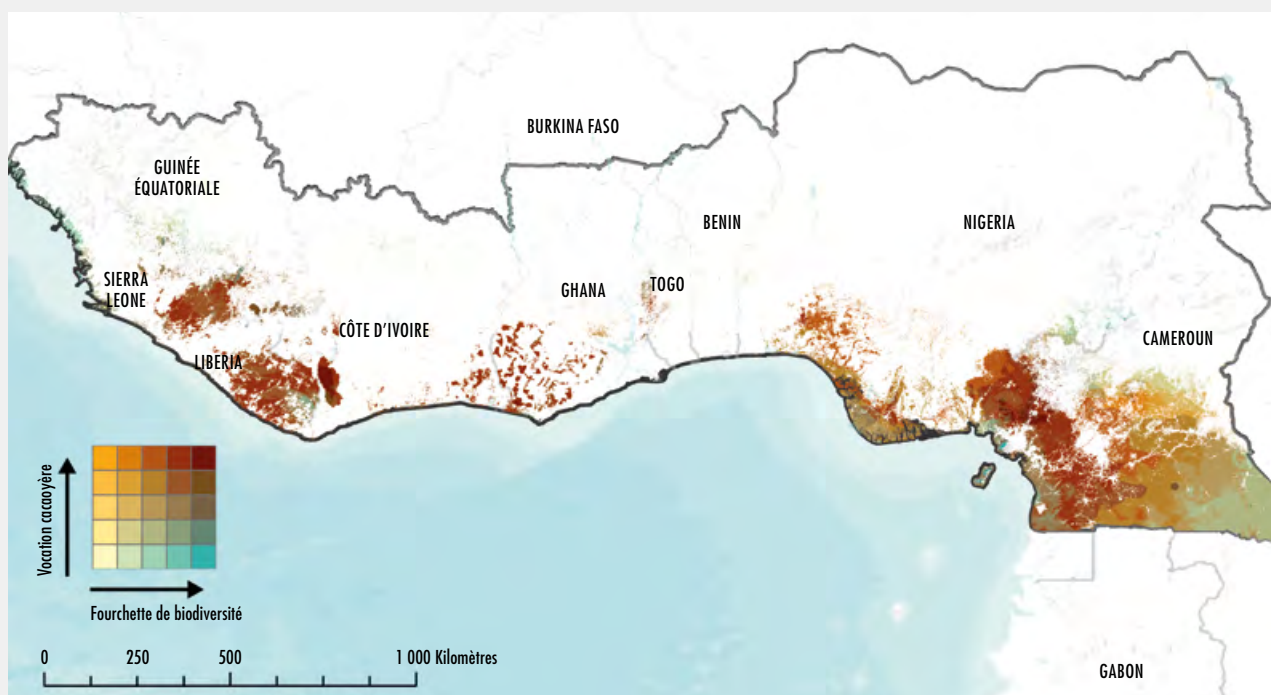 BURKINA FASO
GUINÉE
ÉQUATORIALE
BENIN
NIGERIA
SIERRA
LEONE
GHANA
TOGO
CÔTE D'IVOIRE
CAMEROUN
LIBERIA
Vocation cacaoyère
Fourchette de biodiversité
0 250 500 1 000 Kilomètres
GABON